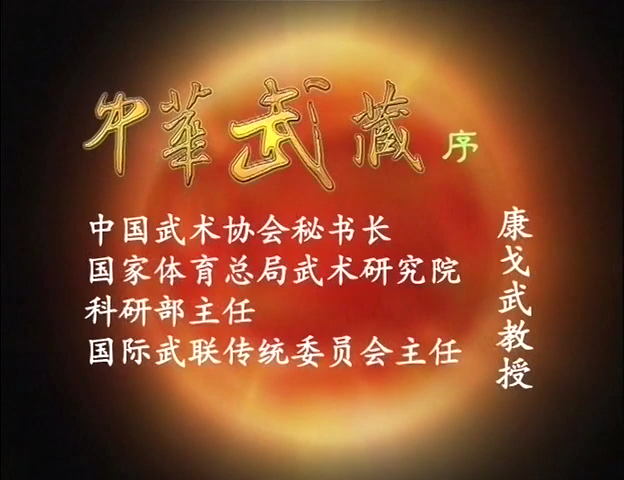 中華武藏 序
中国武术协会秘书长
国家体育总局武术研究院
科研部主任
国际武联传统委员会主任
康戈武教授